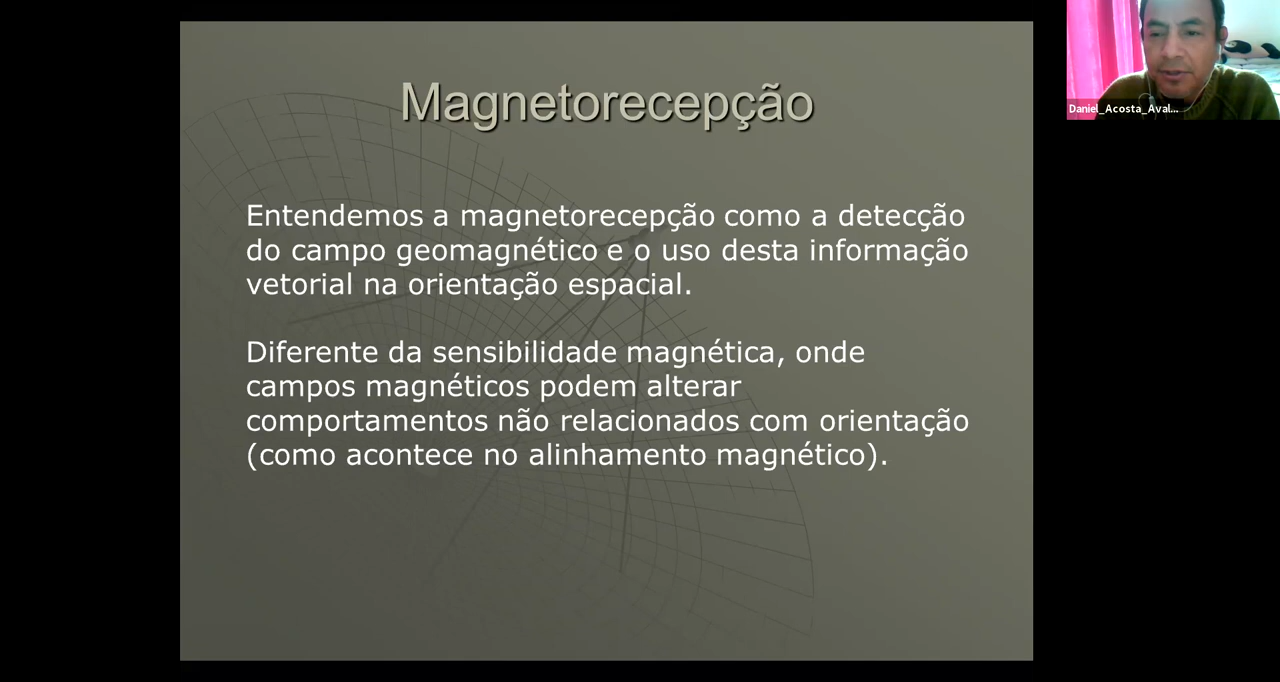 Magnetorecepção
Daniel_Acosta_Aval...
Entendemos a magnetorecepção como a detecção
do campo geomagnético e o uso desta informação
vetorial na orientação espacial.
Diferente da sensibilidade magnética, onde
campos magnéticos podem alterar
comportamentos não relacionados com orientação
(como acontece no alinhamento magnético).